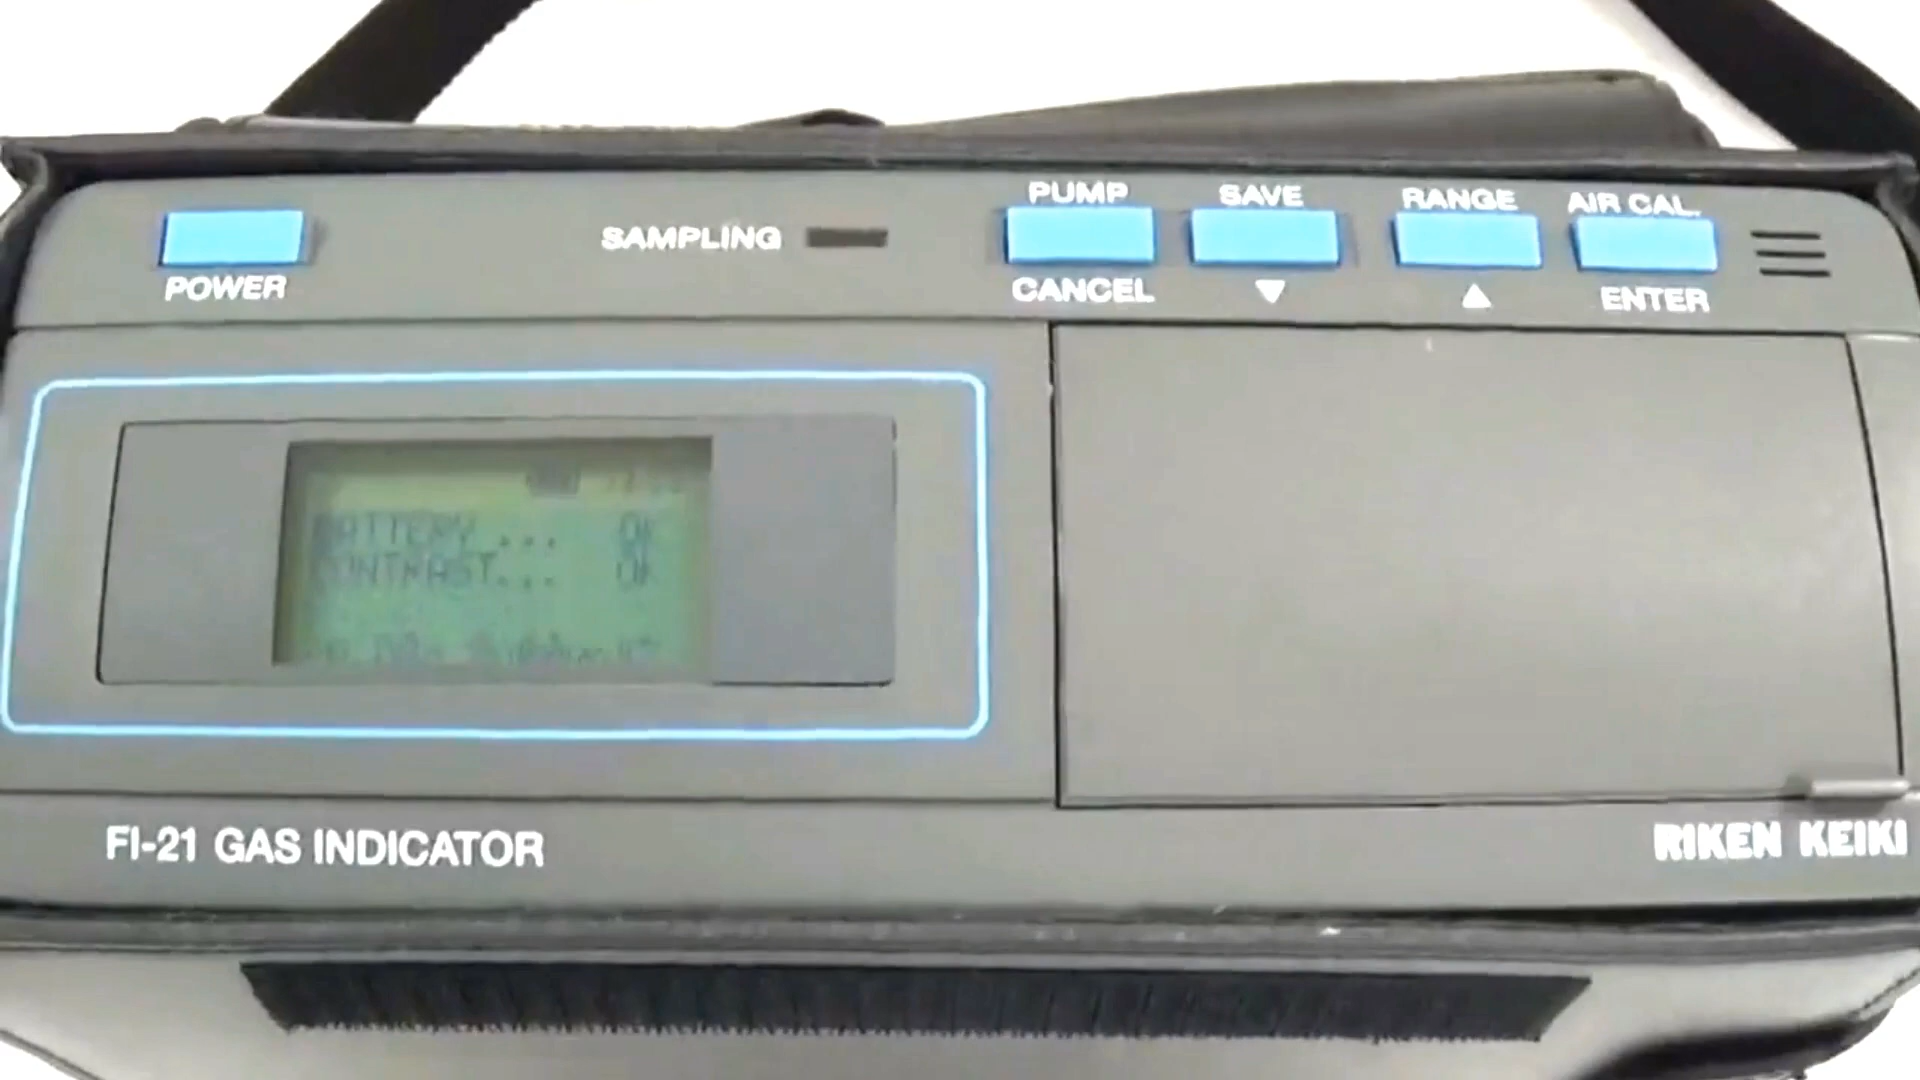 PUMP SAVE RANGE AIR CAL.
SAMPLING
POWER CANCEL ▼ ▲ ENTER
BATTERY... OK
CONTRAST... OK
FI-21 GAS INDICATOR
RIKEN KEIKI